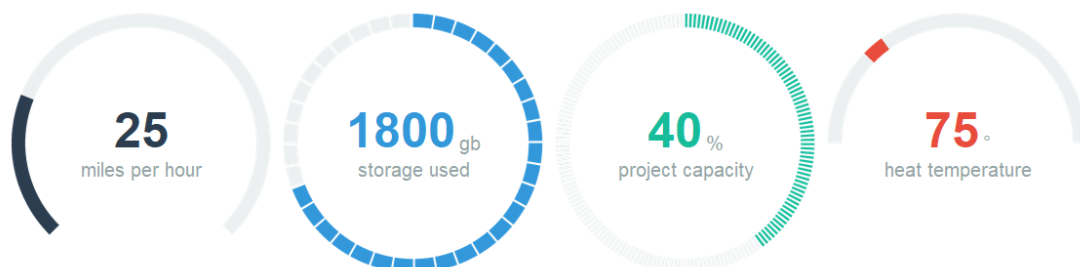 25
miles per hour
1800 gb
storage used
40 %
project capacity
75 °
heat temperature